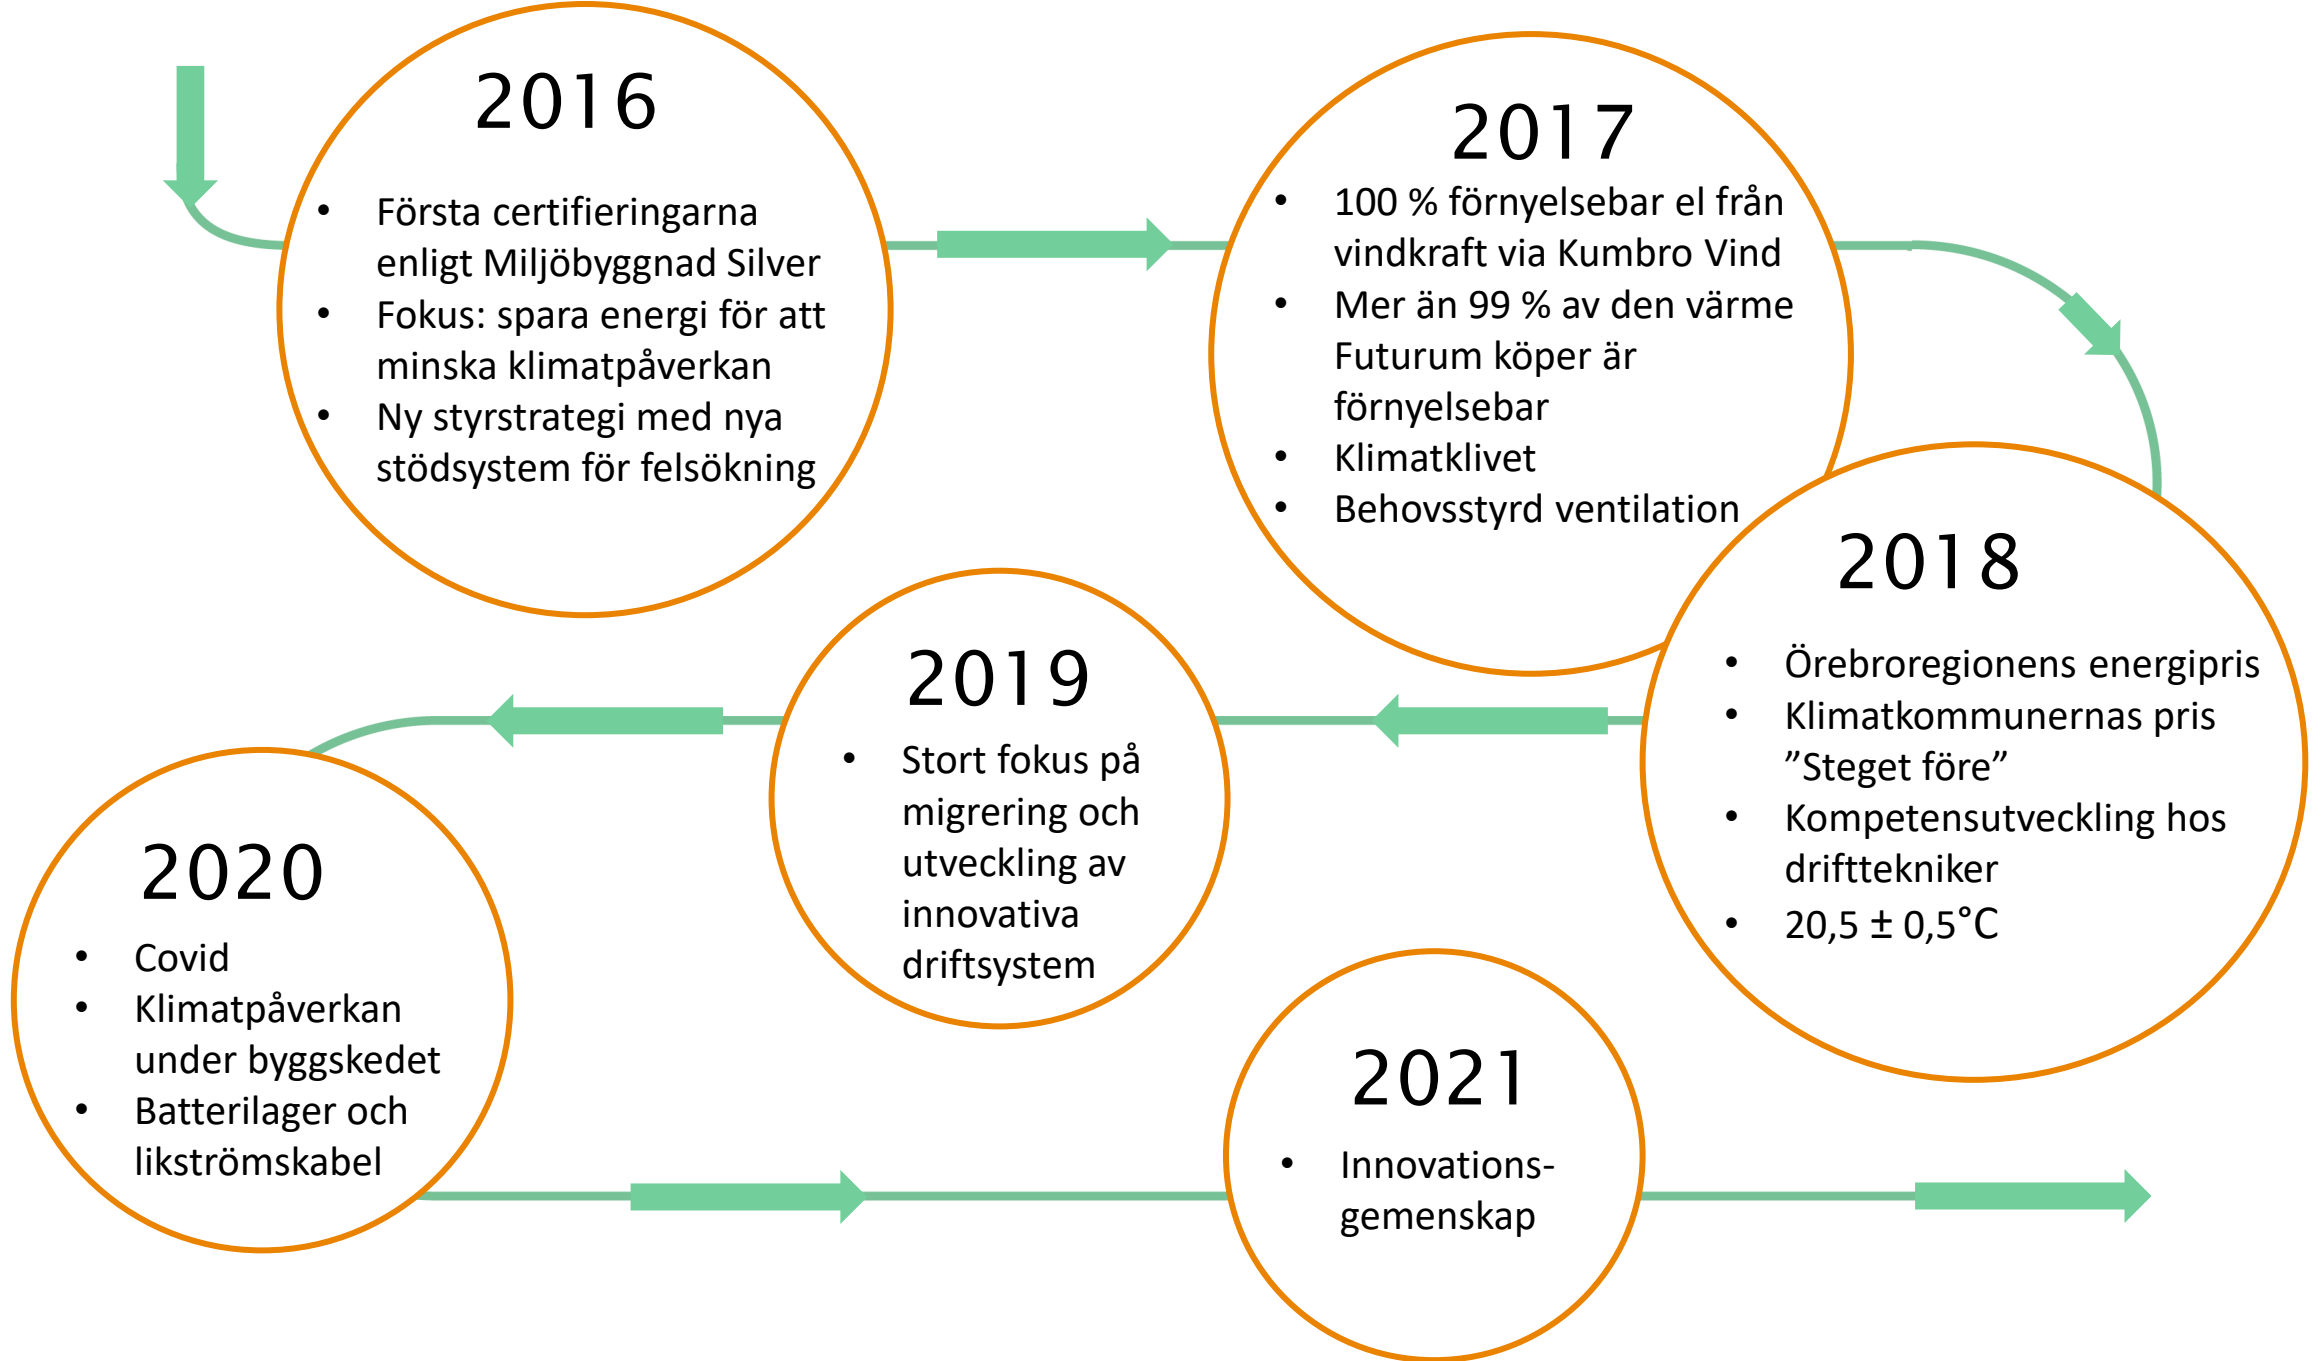 2016
• Första certifieringarna
enligt Miljöbyggnad Silver
• Fokus: spara energi för att
minska klimatpåverkan
• Ny styrstrategi med nya
stödsystem för felsökning
2017
• 100 % förnyelsebar el från
vindkraft via Kumbro Vind
• Mer än 99 % av den värme
Futurum köper är
förnyelsebar
• Klimatklivet
• Behovsstyrd ventilation
2018
• Örebroregionens energipris
• Klimatkommunernas pris
”Steget före”
• Kompetensutveckling hos
drifttekniker
• 20,5 ± 0,5°C
2019
• Stort fokus på
migrering och
utveckling av
innovativa
driftsystem
2020
• Covid
• Klimatpåverkan
under byggskedet
• Batterilager och
likströmskabel
2021
• Innovations-
gemenskap